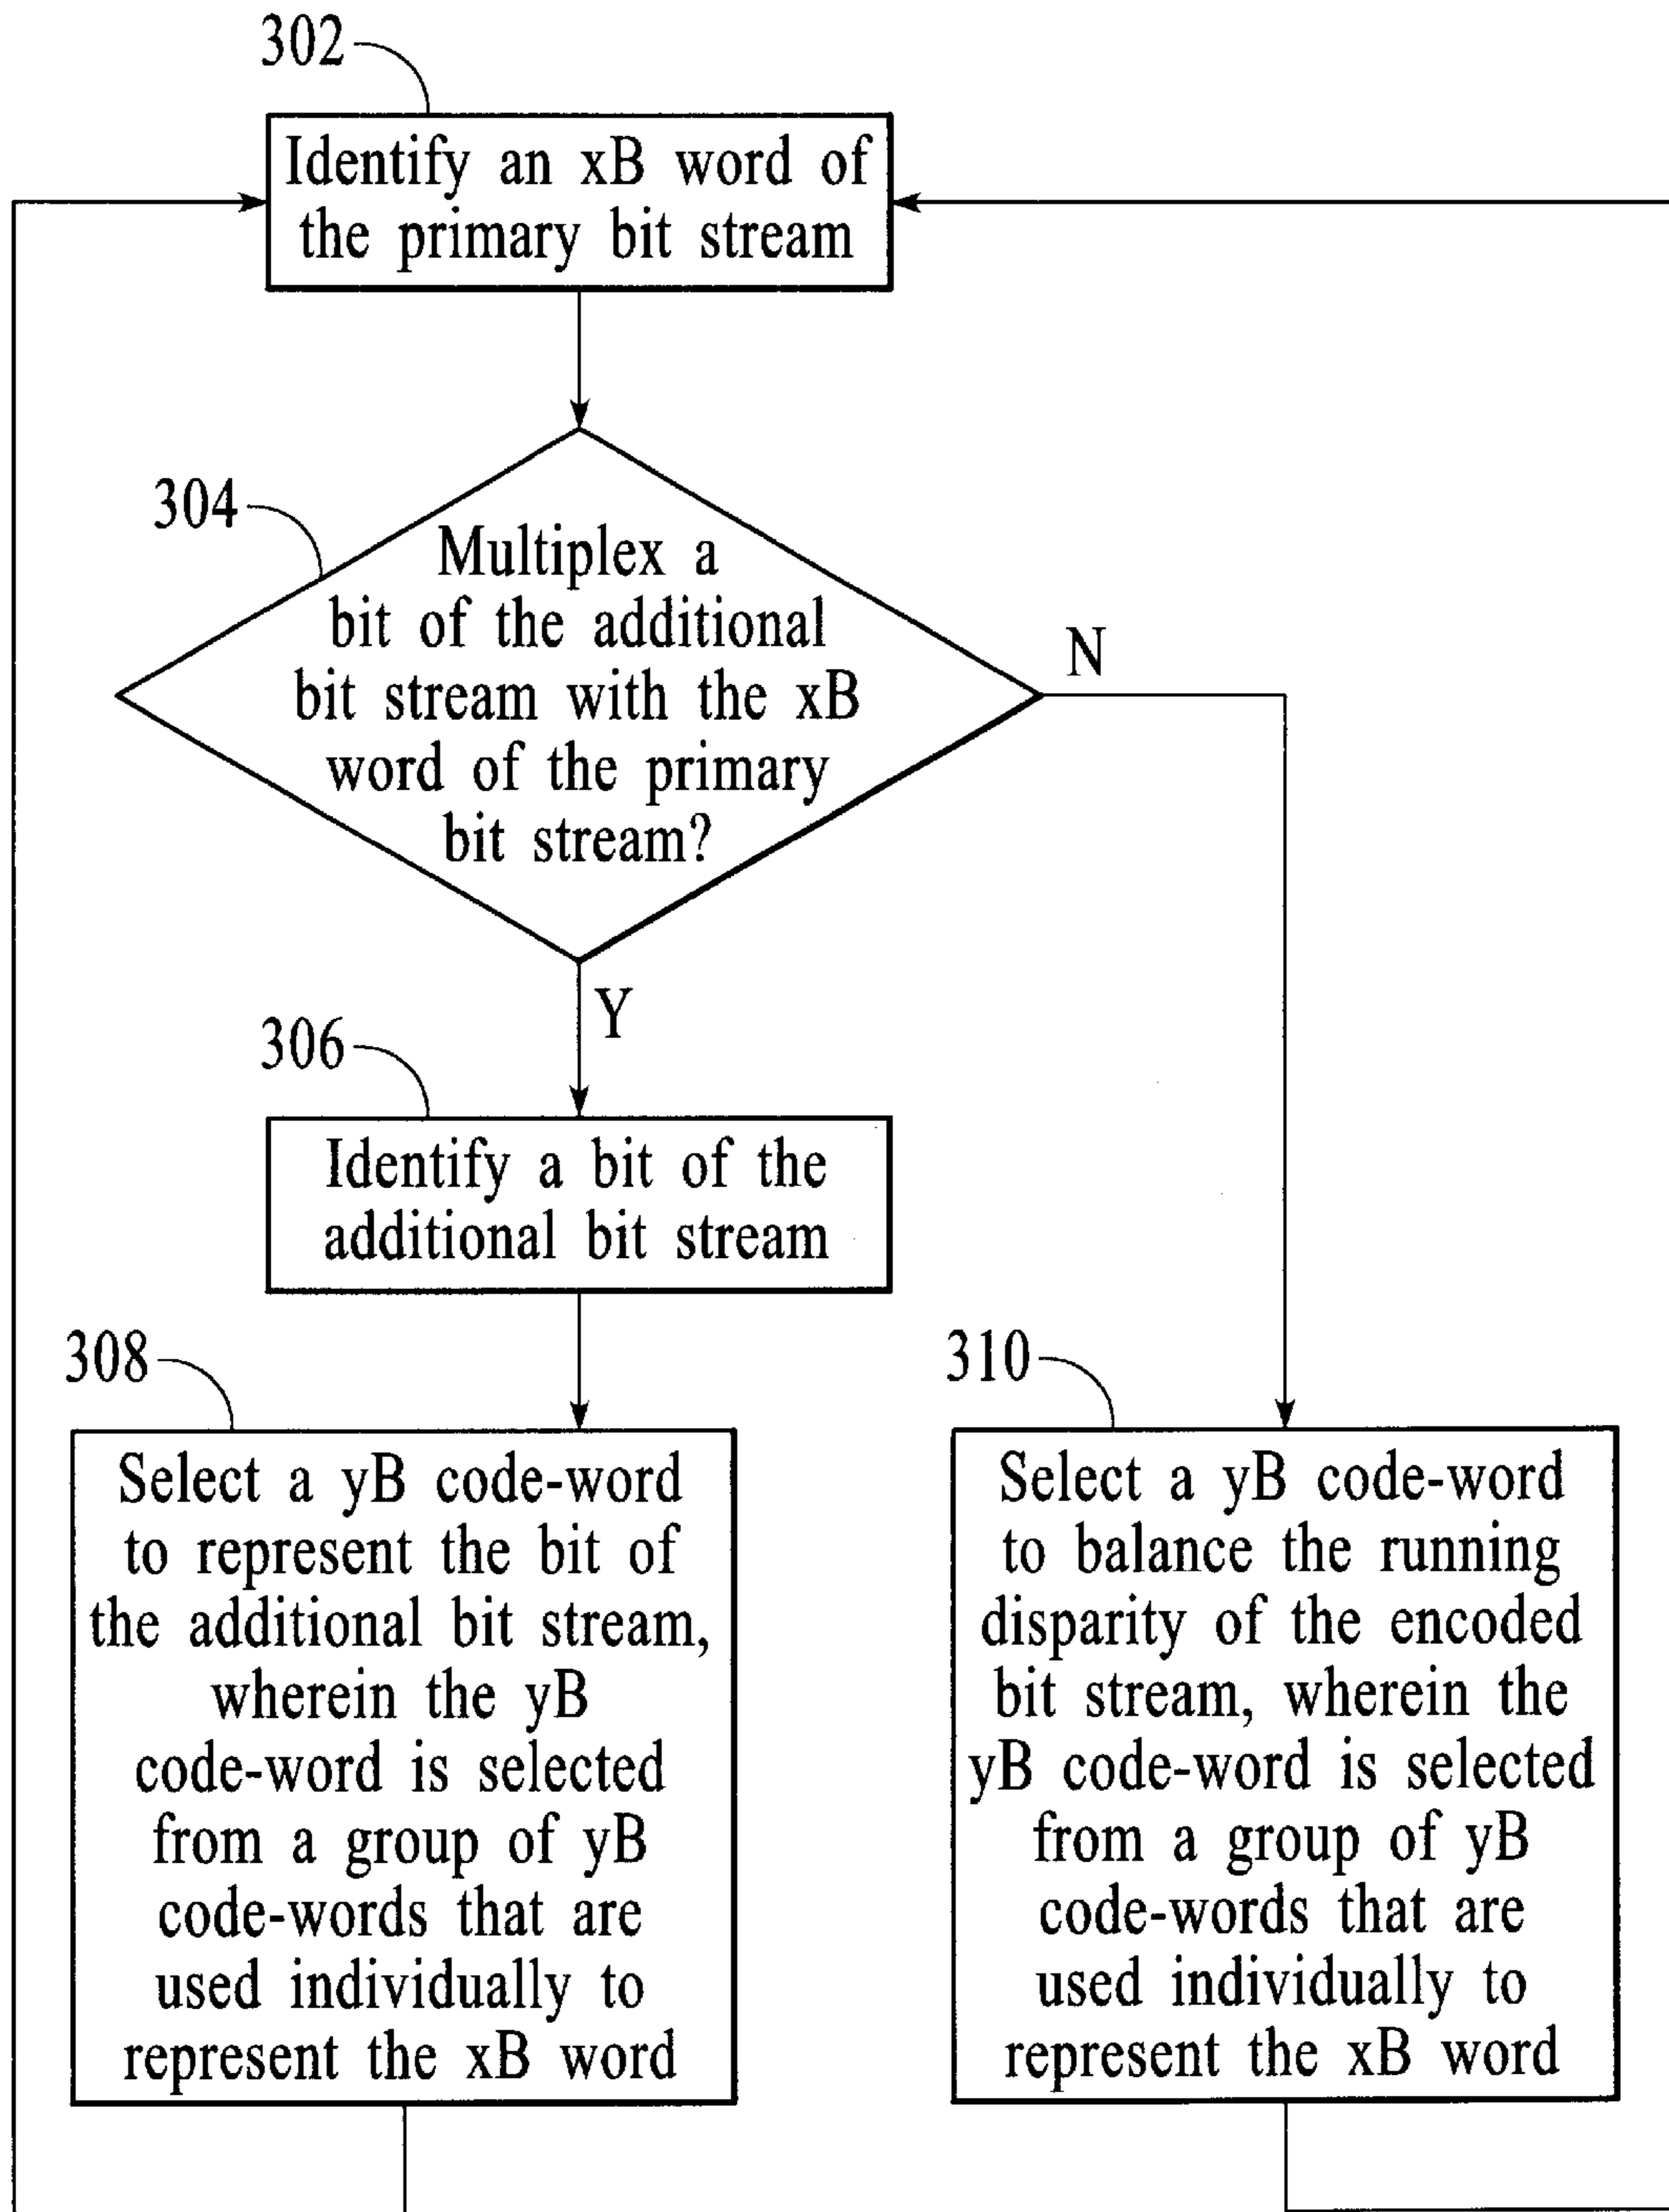 302
Identify an xB word of
the primary bit stream
304
Multiplex a
bit of the additional
bit stream with the xB
word of the primary
bit stream?
N
Y
306
Identify a bit of the
additional bit stream
308
Select a yB code-word
to represent the bit of
the additional bit stream,
wherein the yB
code-word is selected
from a group of yB
code-words that are
used individually to
represent the xB word
310
Select a yB code-word
to balance the running
disparity of the encoded
bit stream, wherein the
yB code-word is selected
from a group of yB
code-words that are
used individually to
represent the xB word